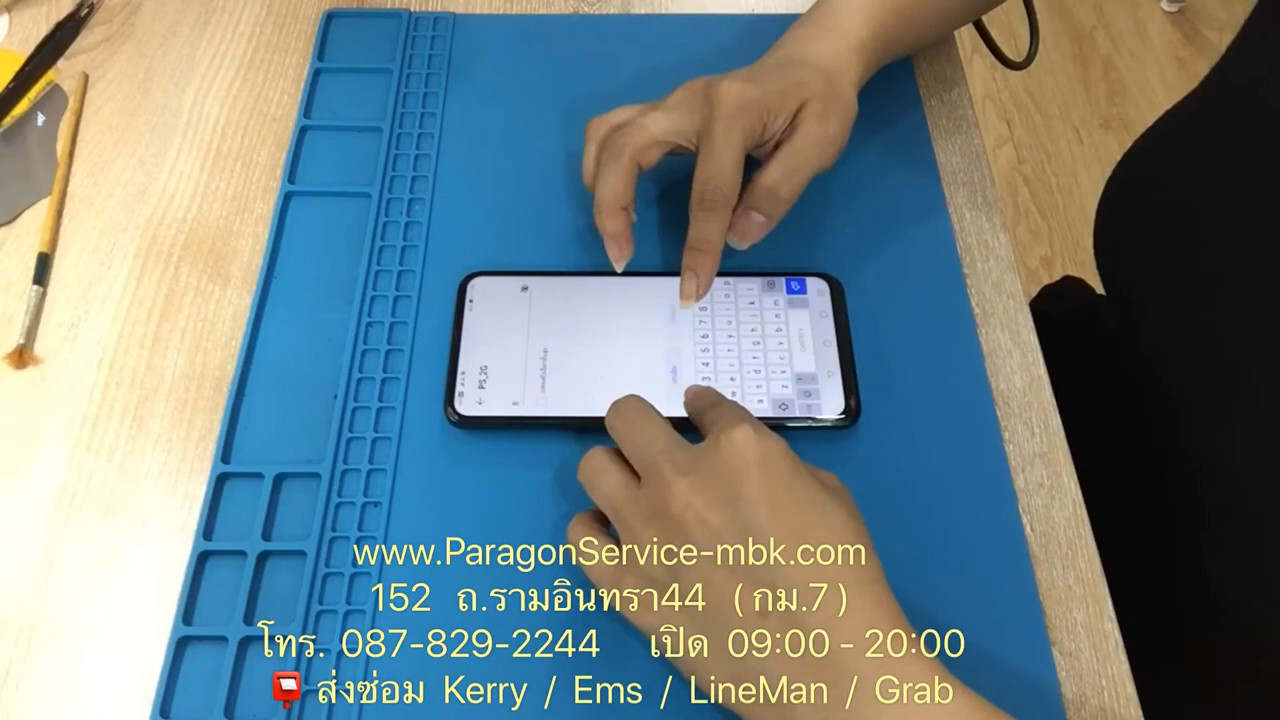 PS_2G
www.ParagonService-mbk.com
152 ถ.รามอินทรา44 (กม.7)
โทร. 087-829-2244 เปิด 09:00 - 20:00
📮 ส่งซ่อม Kerry / Ems / LineMan / Grab